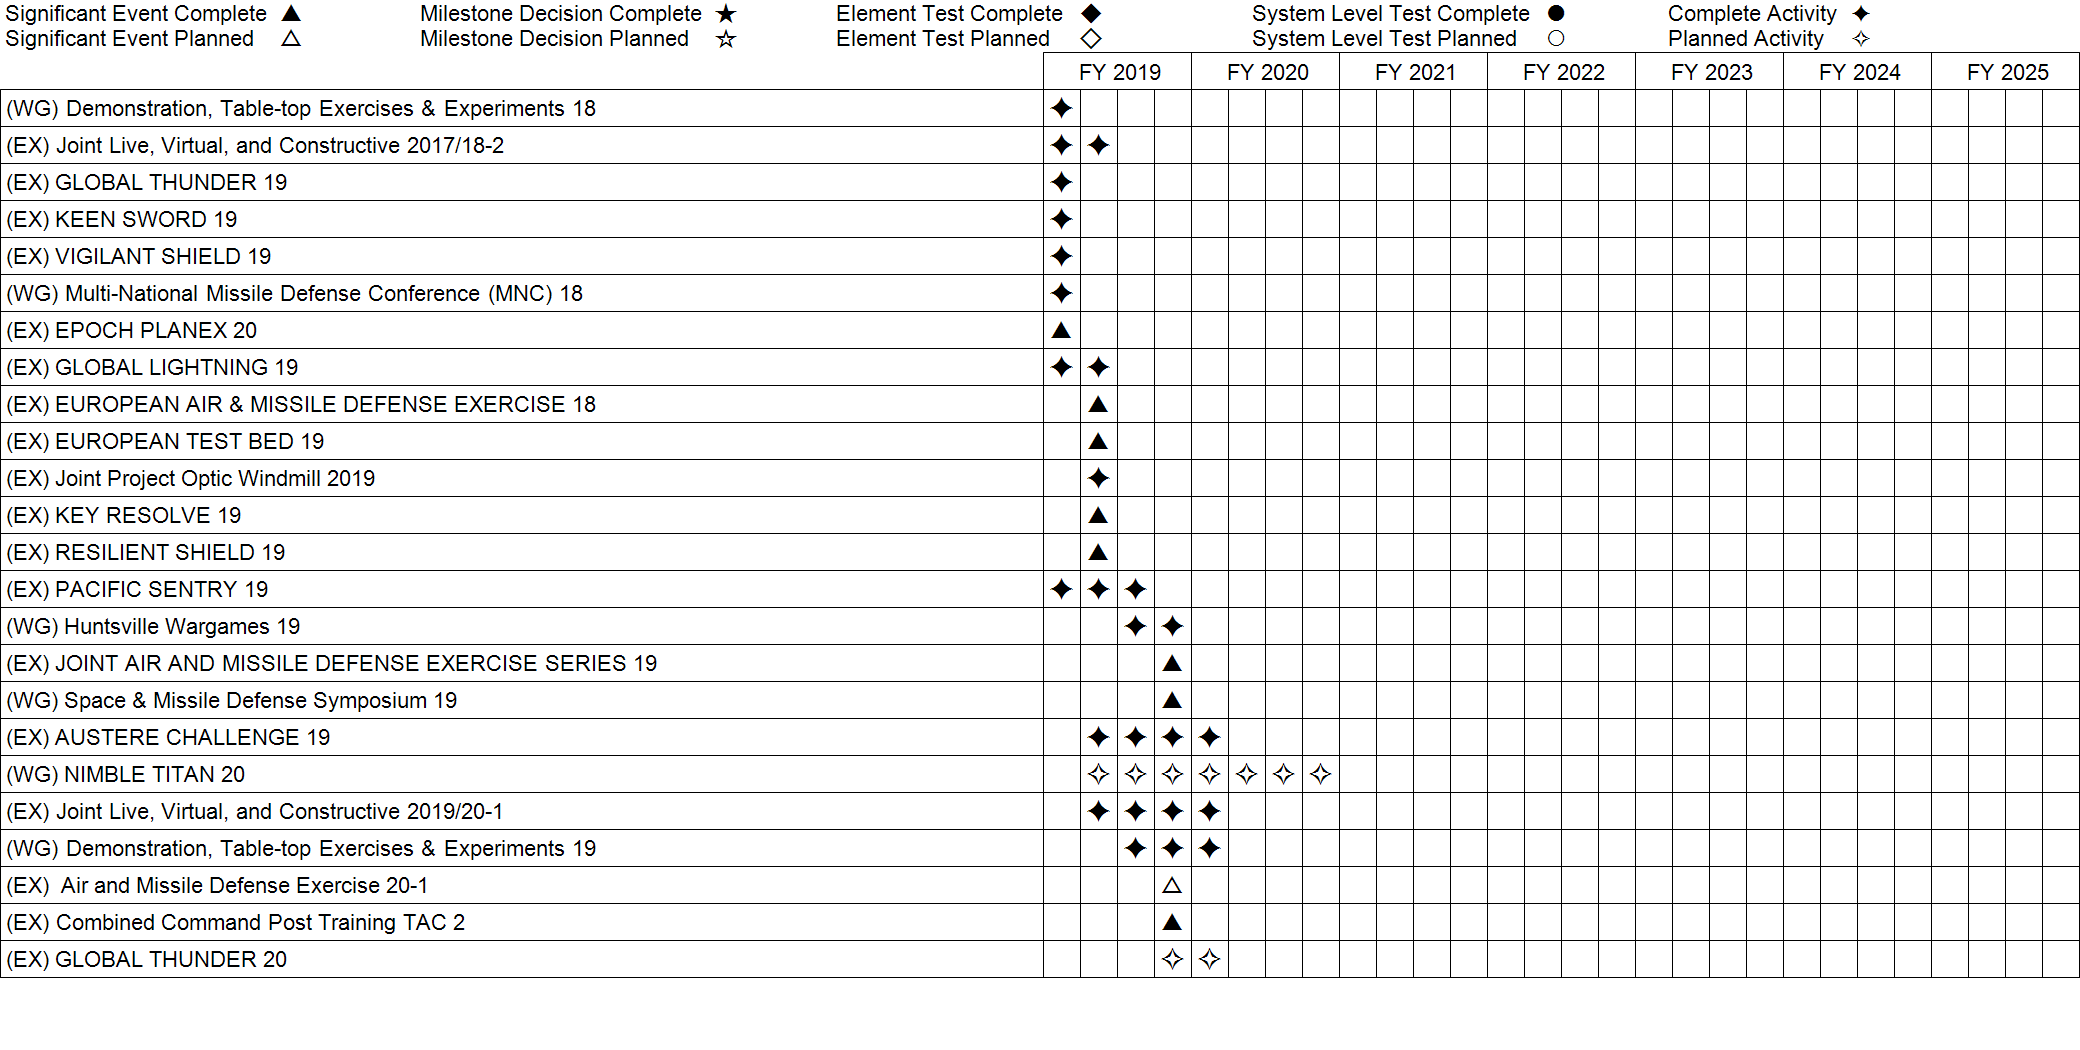 Significant Event Complete ▲ Milestone Decision Complete ★ Element Test Complete ◆ System Level Test Complete ● Complete Activity ✦
Significant Event Planned △ Milestone Decision Planned ☆ Element Test Planned ◇ System Level Test Planned ○ Planned Activity ✧
FY 2019 FY 2020 FY 2021 FY 2022 FY 2023 FY 2024 FY 2025
(WG) Demonstration, Table-top Exercises & Experiments 18
(EX) Joint Live, Virtual, and Constructive 2017/18-2
(EX) GLOBAL THUNDER 19
(EX) KEEN SWORD 19
(EX) VIGILANT SHIELD 19
(WG) Multi-National Missile Defense Conference (MNC) 18
(EX) EPOCH PLANEX 20
(EX) GLOBAL LIGHTNING 19
(EX) EUROPEAN AIR & MISSILE DEFENSE EXERCISE 18
(EX) EUROPEAN TEST BED 19
(EX) Joint Project Optic Windmill 2019
(EX) KEY RESOLVE 19
(EX) RESILIENT SHIELD 19
(EX) PACIFIC SENTRY 19
(WG) Huntsville Wargames 19
(EX) JOINT AIR AND MISSILE DEFENSE EXERCISE SERIES 19
(WG) Space & Missile Defense Symposium 19
(EX) AUSTERE CHALLENGE 19
(WG) NIMBLE TITAN 20
(EX) Joint Live, Virtual, and Constructive 2019/20-1
(WG) Demonstration, Table-top Exercises & Experiments 19
(EX) Air and Missile Defense Exercise 20-1
(EX) Combined Command Post Training TAC 2
(EX) GLOBAL THUNDER 20